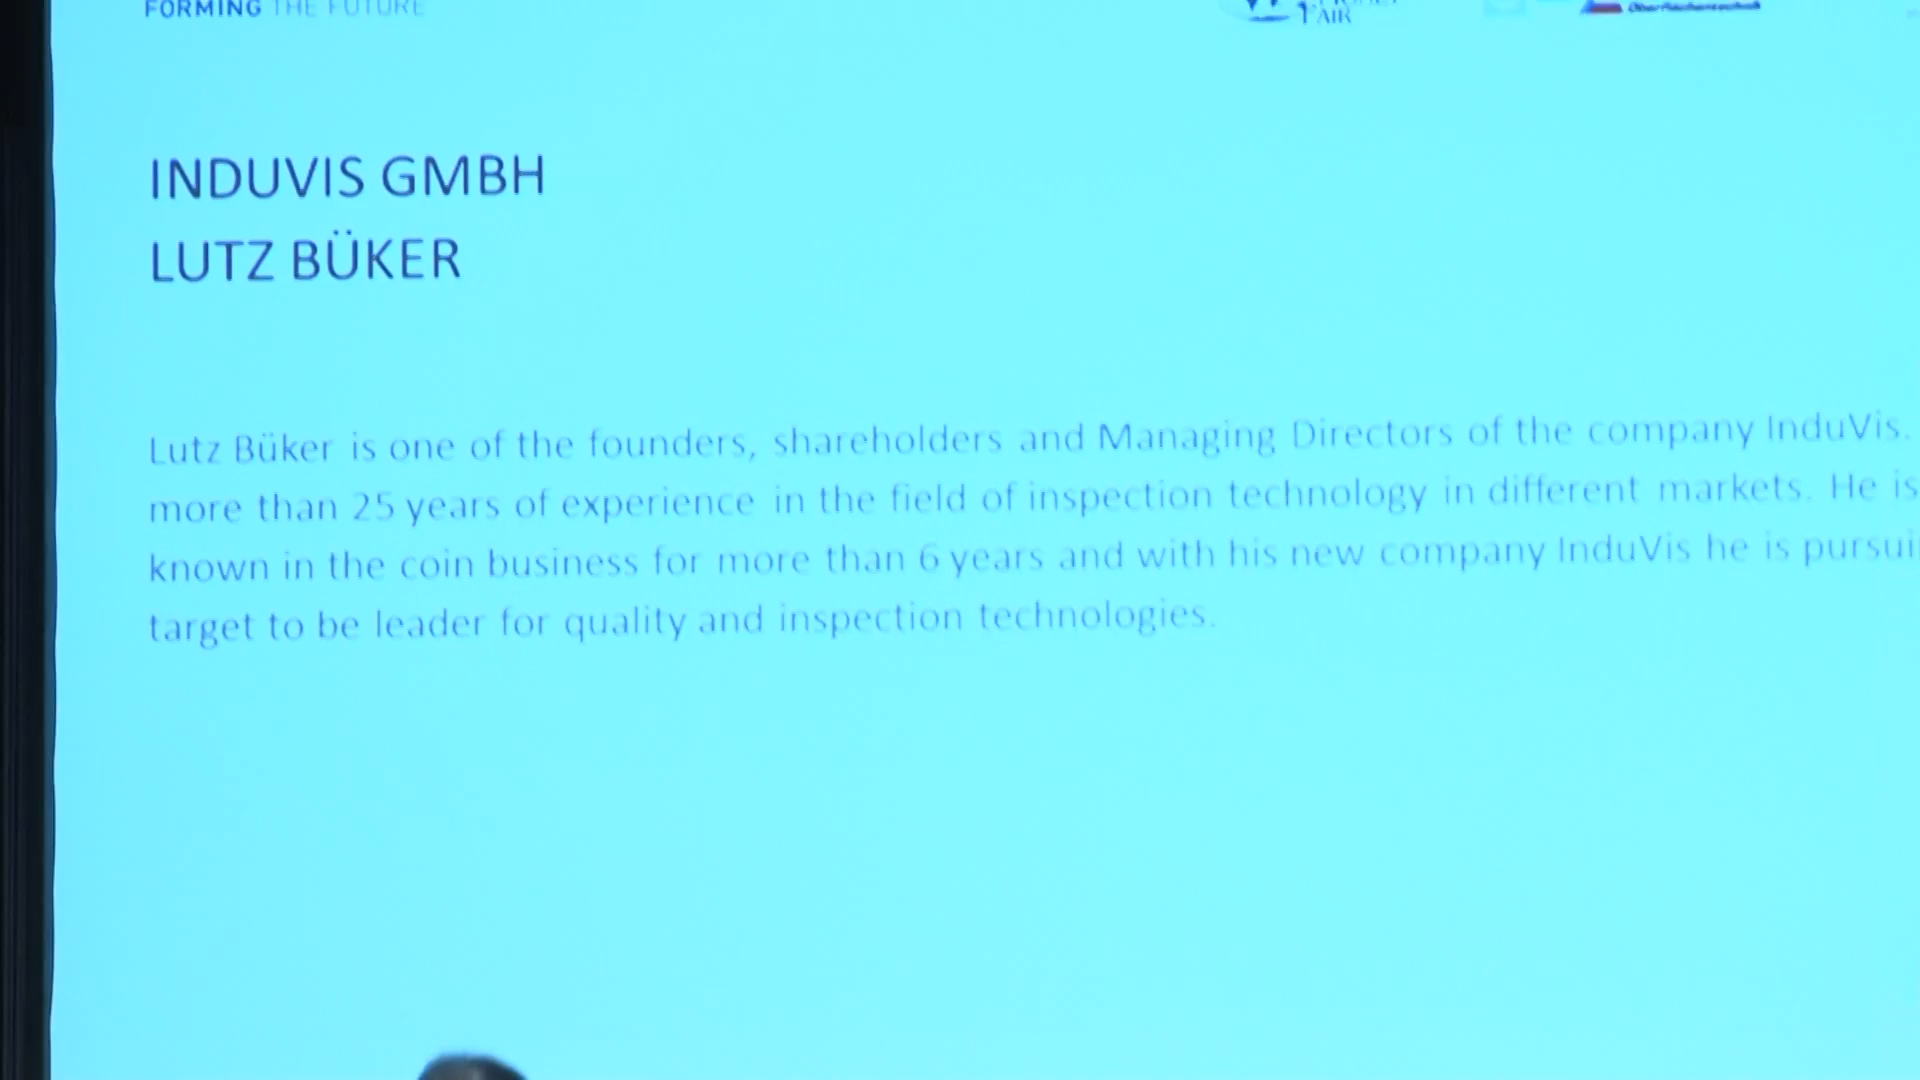 FORMING THE FUTURE
AIR
Oberflächentechnik
INDUVIS GMBH
LUTZ BÜKER
Lutz Büker is one of the founders, shareholders and Managing Directors of the company InduVis.
more than 25 years of experience in the field of inspection technology in different markets. He is
known in the coin business for more than 6 years and with his new company InduVis he is pursui
target to be leader for quality and inspection technologies.